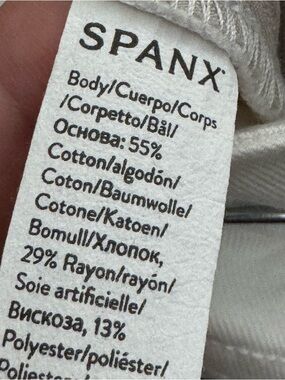 SPANX
Body/Cuerpo/Corps
/Corpetto/Bål/
Основа: 55%
Cotton/algodón/
Coton/Baumwolle/
Cotone/Katoen/
Bomull/Хлопок,
29% Rayon/rayón/
Soie artificielle/
Вискоза, 13%
Polyester/poliéster/